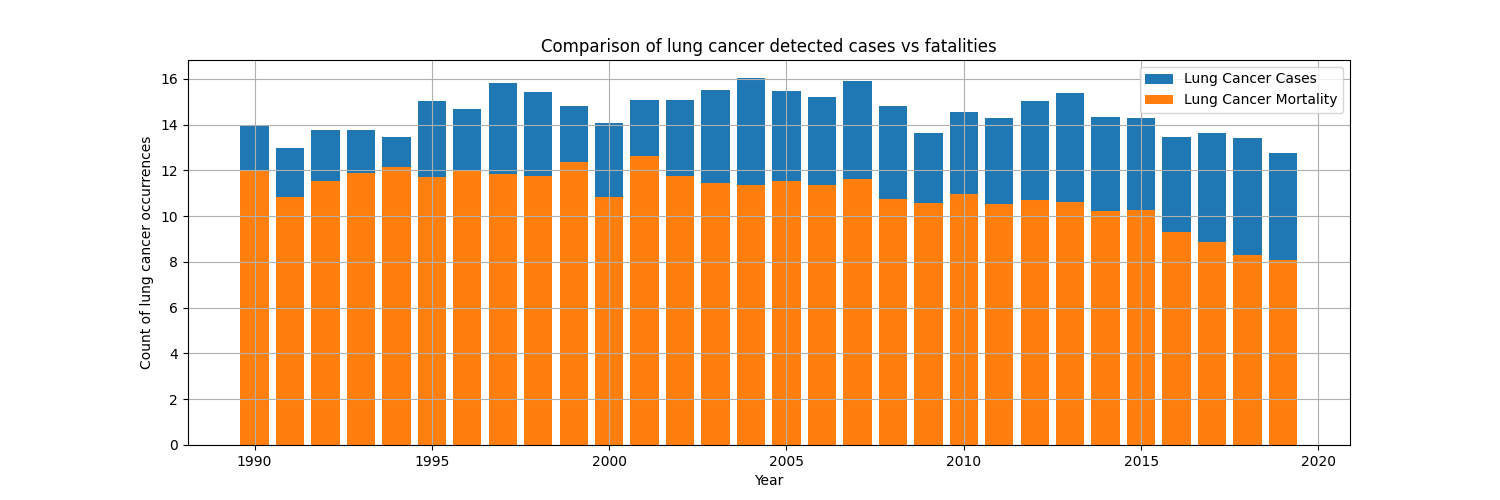 Comparison of lung cancer detected cases vs fatalities
Lung Cancer Cases
Lung Cancer Mortality
Count of lung cancer occurrences
16
14
12
10
8
6
4
2
0
1990 1995 2000 2005 2010 2015 2020
Year